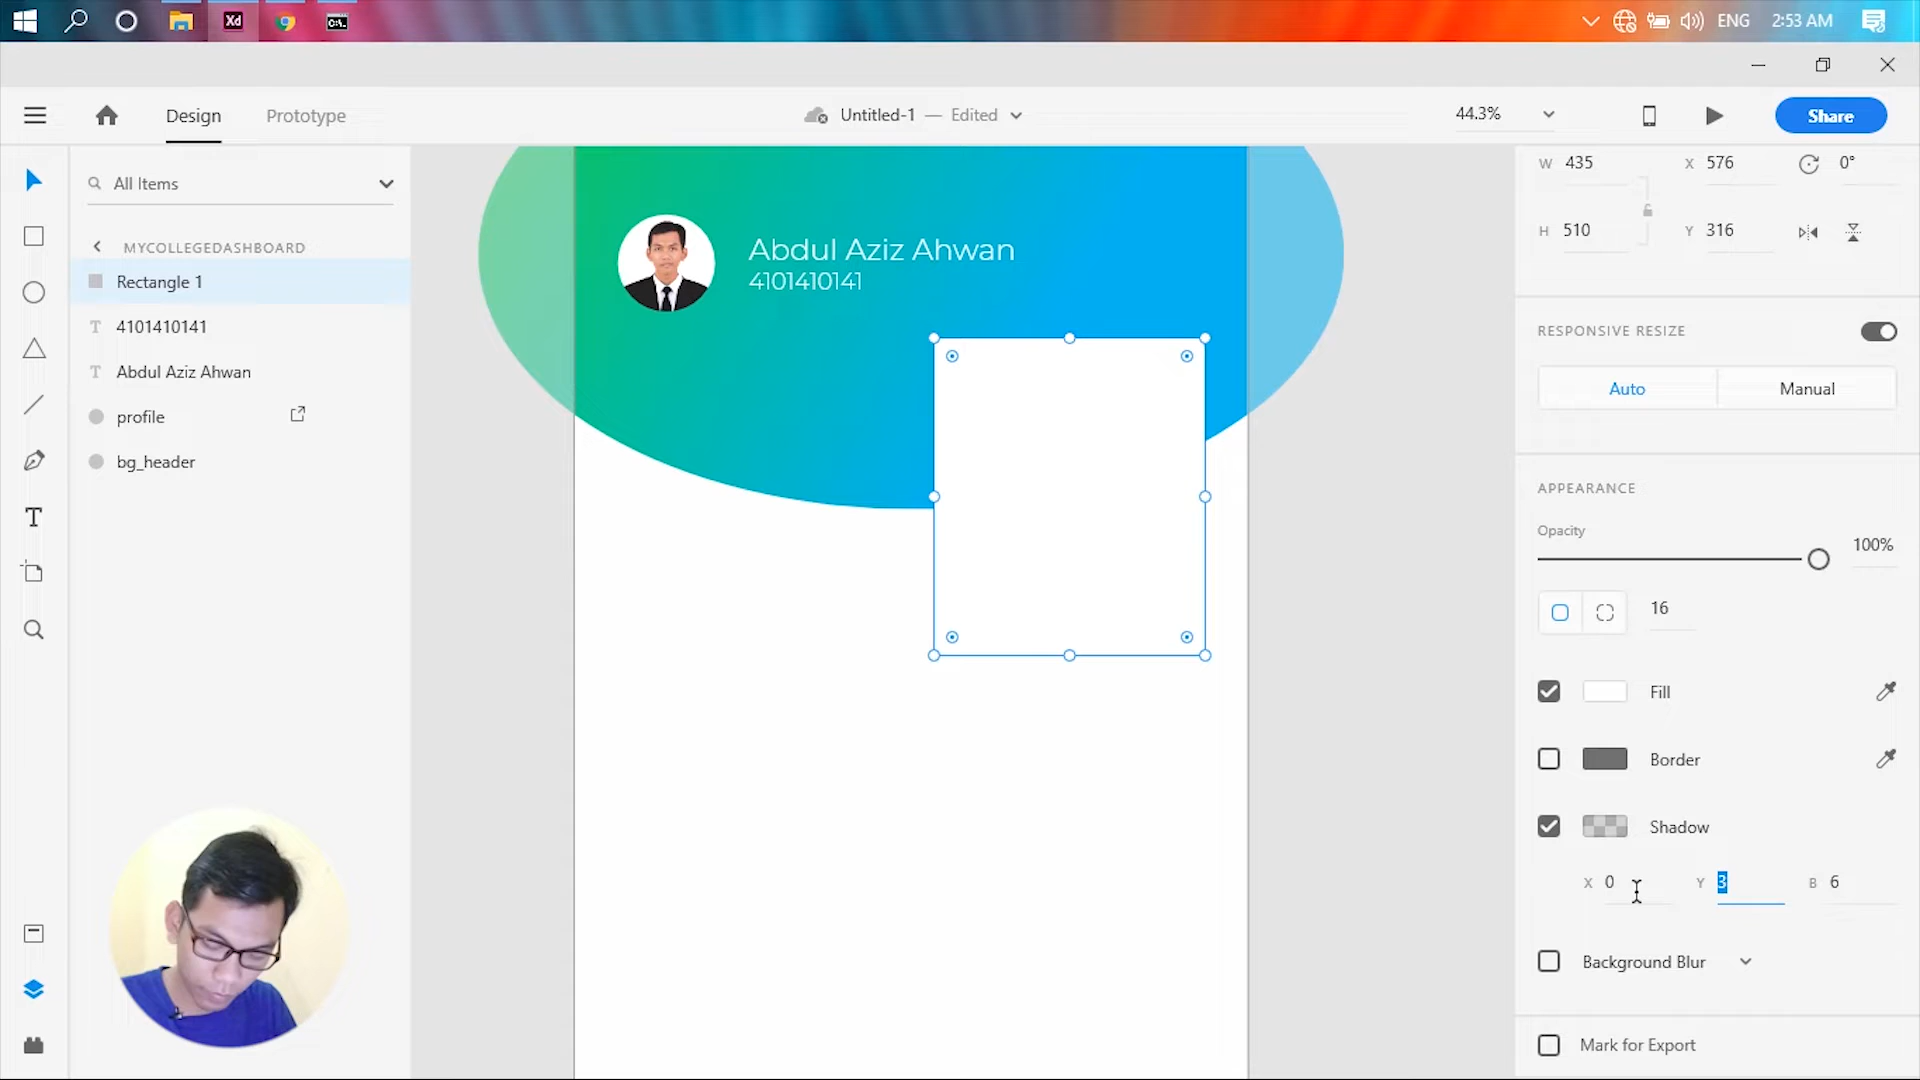 Xd
C:\
ENG
2:53 AM
Design
Prototype
Untitled-1 — Edited
44.3%
Share
All Items
MYCOLLEGEDASHBOARD
Rectangle 1
T 4101410141
T Abdul Aziz Ahwan
profile
bg_header
T
Abdul Aziz Ahwan
4101410141
W 435
X 576
0°
H 510
Y 316
RESPONSIVE RESIZE
Auto
Manual
APPEARANCE
Opacity
100%
16
Fill
Border
Shadow
X 0
Y 3
B 6
Background Blur
Mark for Export